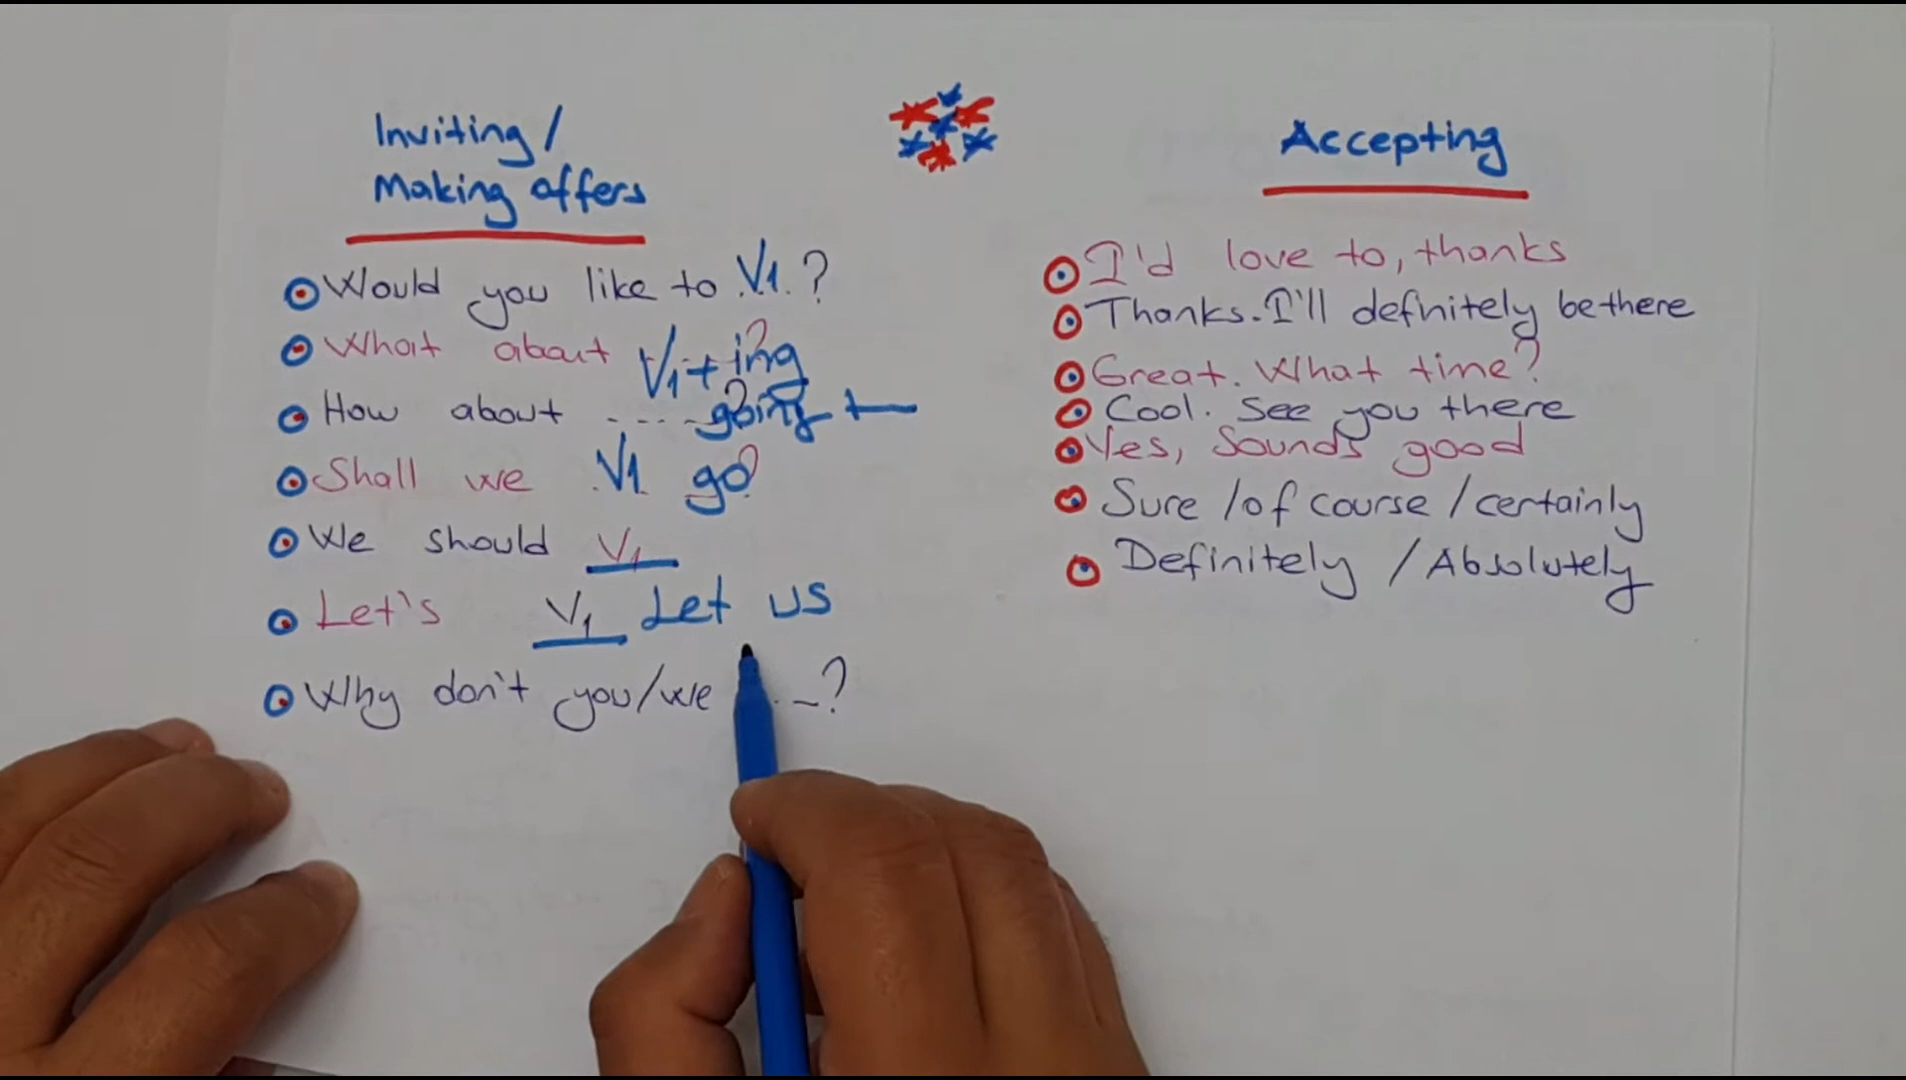 Inviting /
Making offers
Would you like to V1. ?
What about V1+ing ?
How about .... going t ?
Shall we .V1. go?
We should V1
Let's V1 Let us
Why don't you/we ...?
Accepting
I'd love to, thanks
Thanks. I'll defnitely be there
Great. What time?
Cool. See you there
Yes, Sounds good
Sure /of course /certainly
Definitely /Absolutely